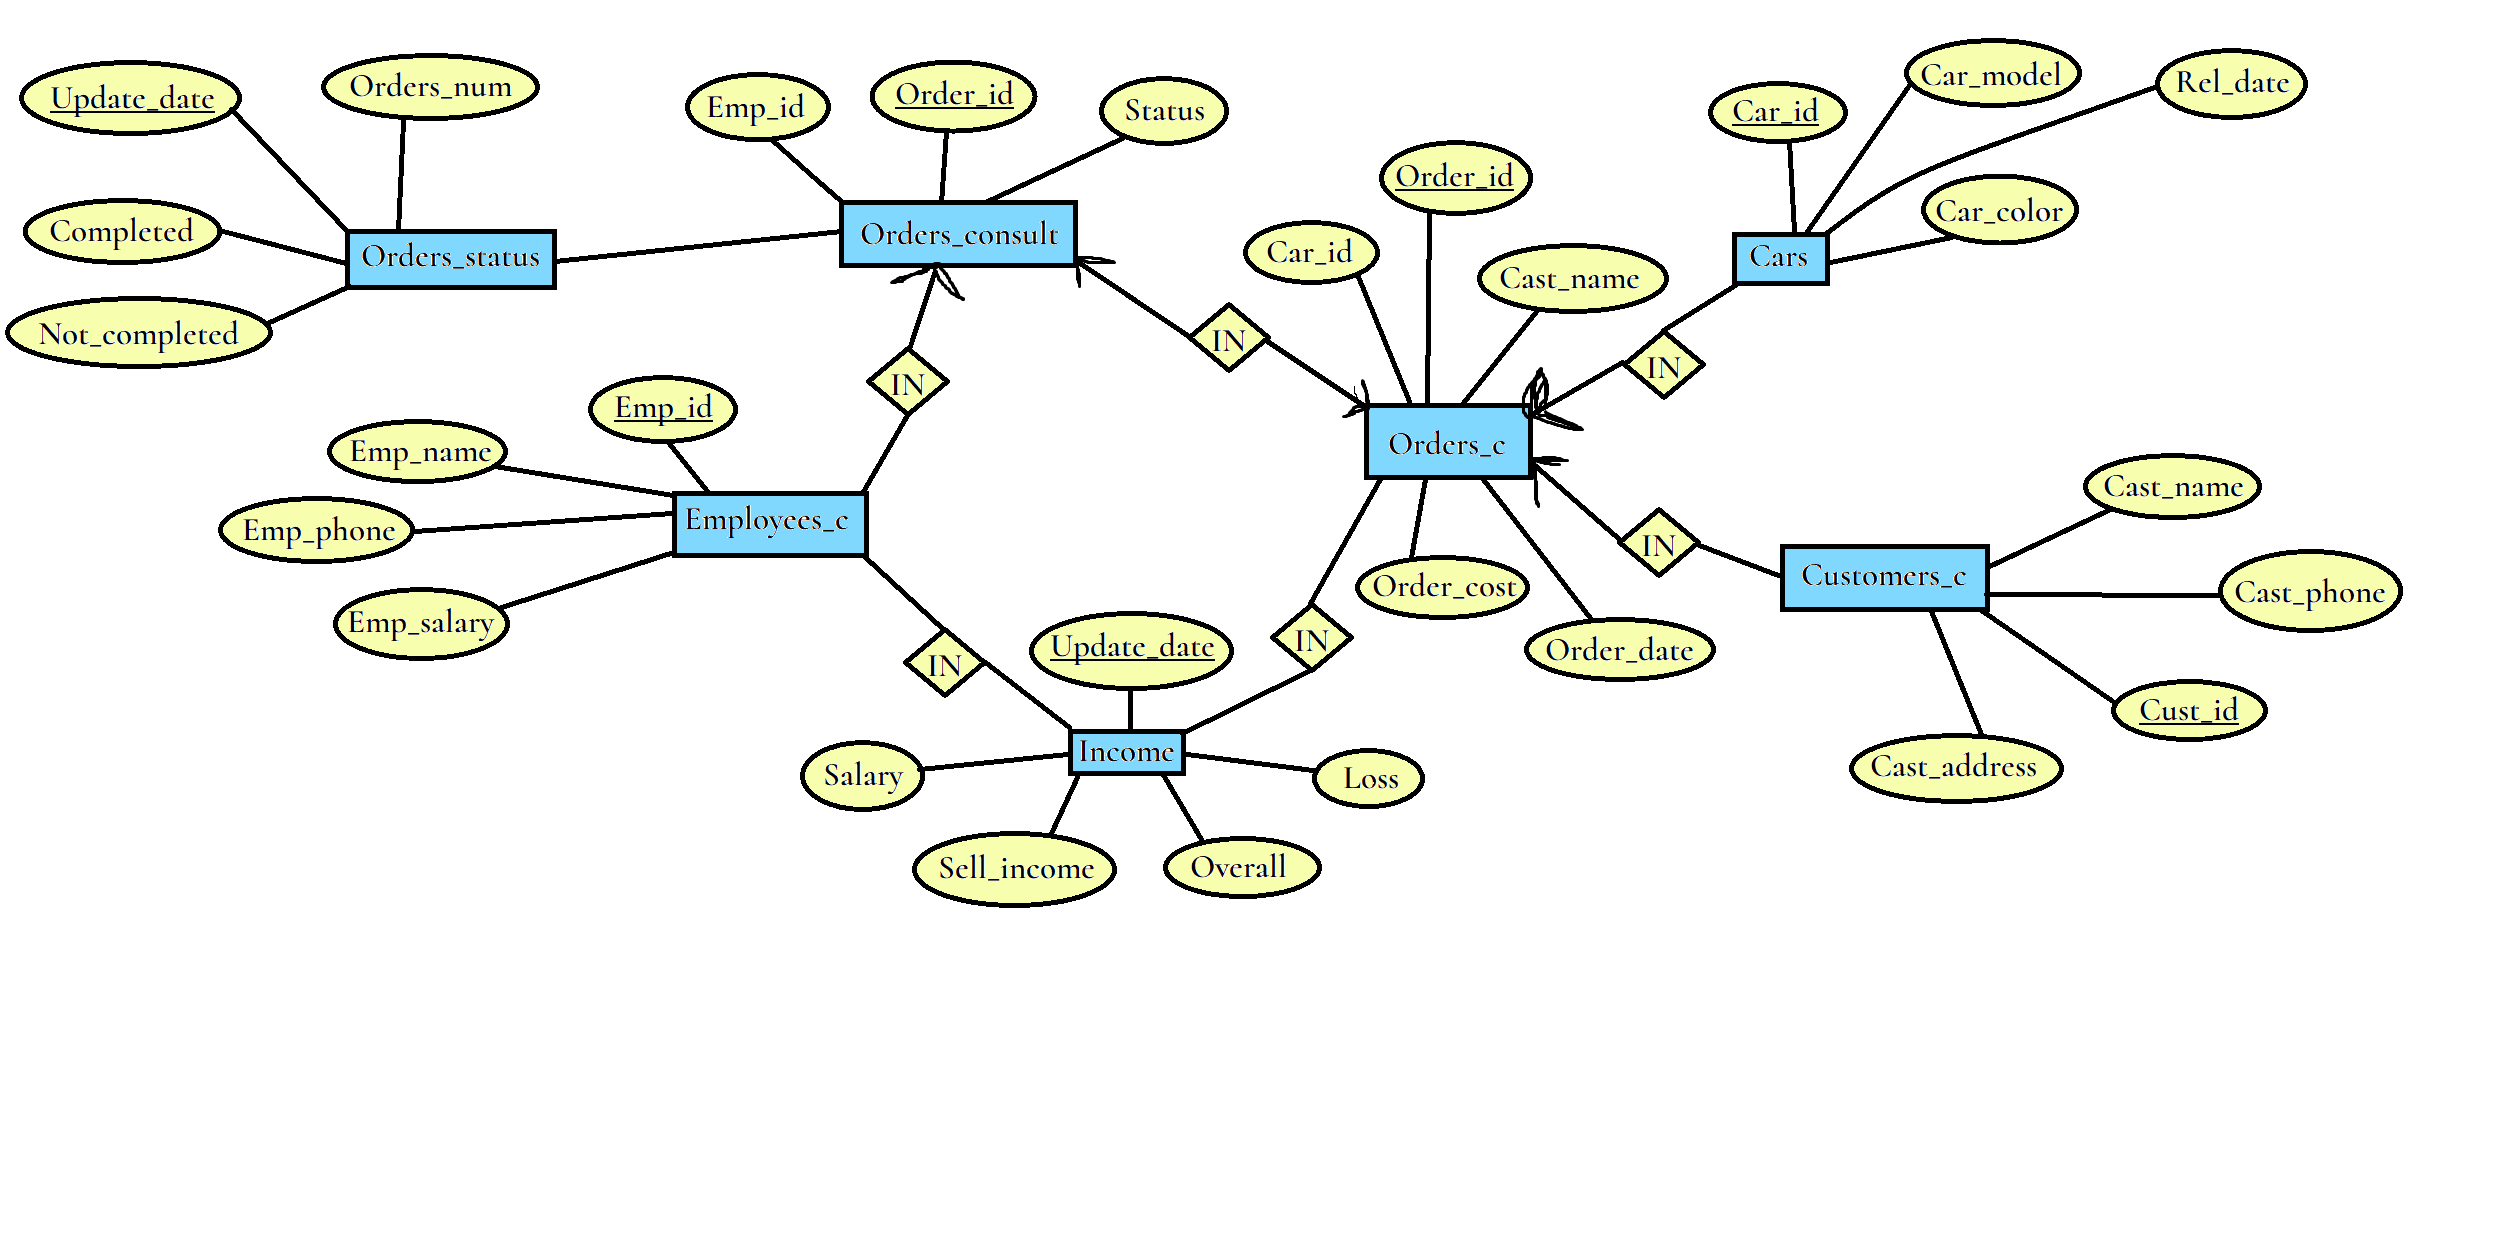 Update_date
Orders_num
Completed
Orders_status
Not_completed
Emp_id
Order_id
Status
Orders_consult
IN
Emp_id
Emp_name
Emp_phone
Employees_c
Emp_salary
IN
IN
Order_id
Car_id
Cast_name
Orders_c
Order_cost
Order_date
IN
Car_id
Car_model
Rel_date
Car_color
Cars
IN
IN
Customers_c
Cast_name
Cast_phone
Cust_id
Cast_address
Update_date
Income
Salary
Loss
Sell_income
Overall